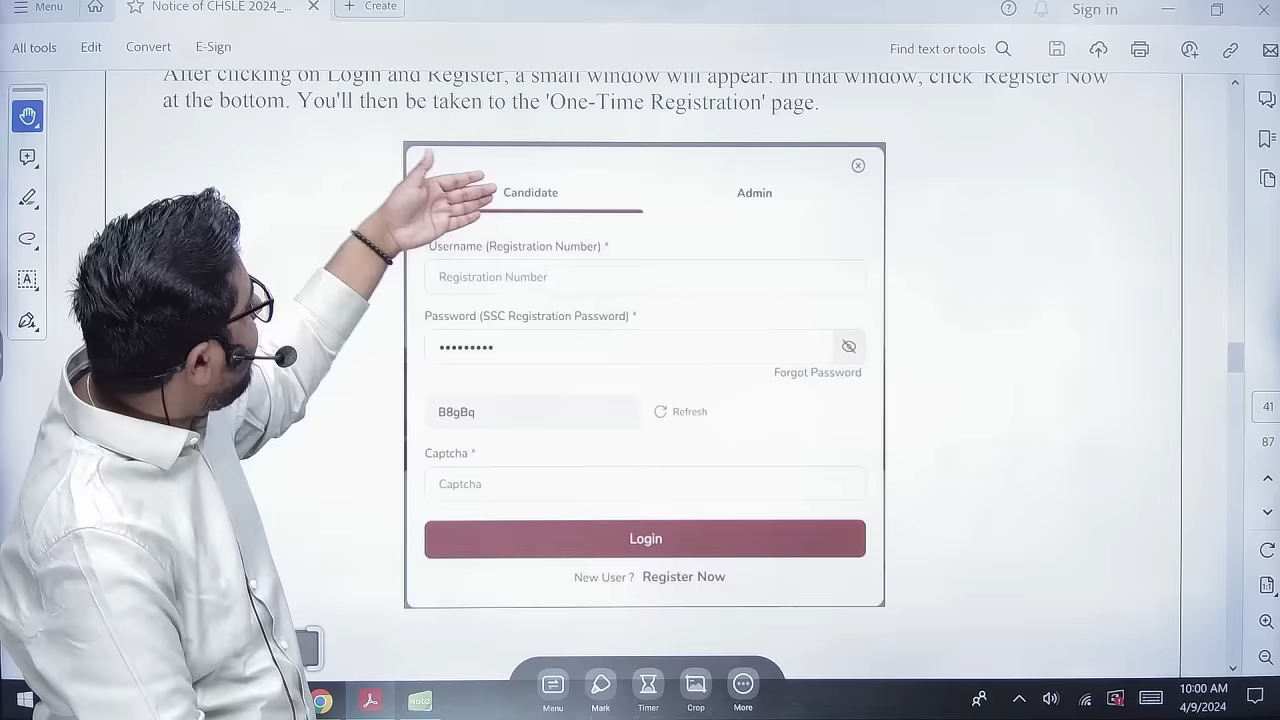 Menu
Notice of CHSLE 2024_...
Create
Sign in
All tools
Edit
Convert
E-Sign
Find text or tools
After clicking on Login and Register, a small window will appear. In that window, click 'Register Now'
at the bottom. You'll then be taken to the 'One-Time Registration' page.
Candidate
Admin
Username (Registration Number) *
Registration Number
Password (SSC Registration Password) *
•••••••••
Forgot Password
B8gBq
Refresh
Captcha *
Captcha
Login
New User ? Register Now
41
87
1:1
Menu
Mark
Timer
Crop
More
Note
10:00 AM
4/9/2024